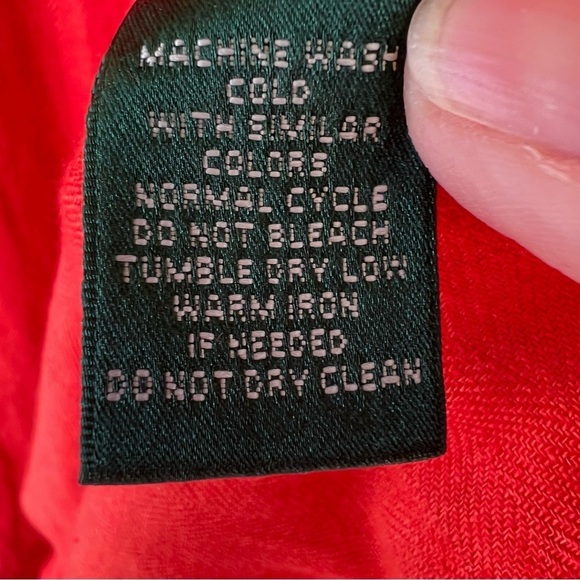 MACHINE WASH
COLD
WITH SIMILAR
COLORS
NORMAL CYCLE
DO NOT BLEACH
TUMBLE DRY LOW
WARM IRON
IF NEEDED
DO NOT DRY CLEAN